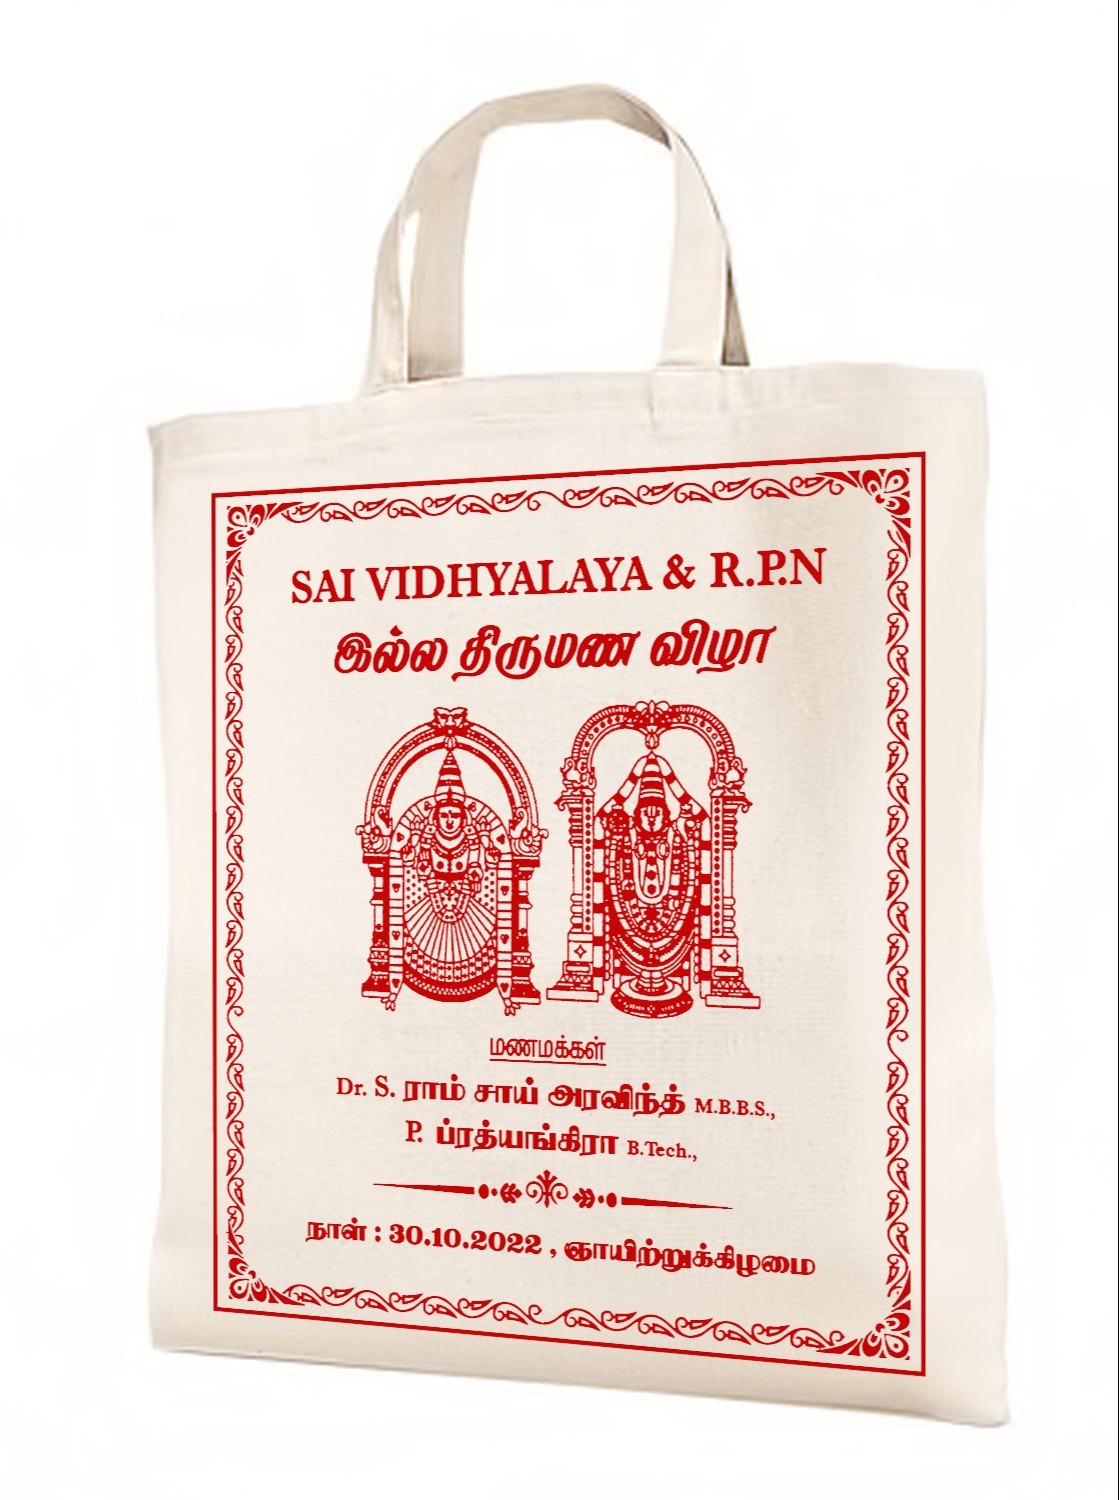 SAI VIDHYALAYA & R.P.N
இல்ல திருமண விழா
மணமக்கள்
Dr. S. ராம் சாய் அரவிந்த் M.B.B.S.,
P. ப்ரத்யங்கிரா B.Tech.,
நாள் : 30.10.2022 , ஞாயிற்றுக்கிழமை